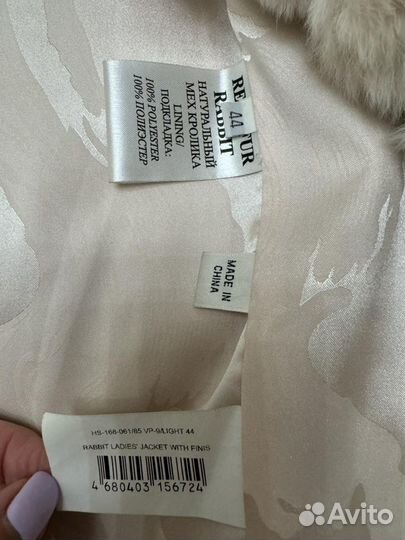 RE FUR
44
RABBIT
НАТУРАЛЬНЫЙ
МЕХ КРОЛИКА
LINING/
ПОДКЛАДКА:
100% POLYESTER
100% ПОЛИЭСТЕР
MADE IN
CHINA
HS-168-061/85 VP-9/LIGHT 44
RABBIT LADIES' JACKET WITH FINIS
4 680403 156724
Avito